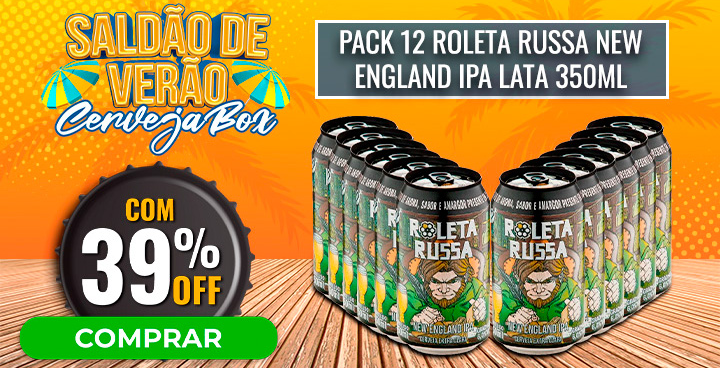 SALDÃO DE
VERÃO
CervejaBox
PACK 12 ROLETA RUSSA NEW
ENGLAND IPA LATA 350ML
COM
39%
OFF
COMPRAR
ROLETA
RUSSA
NEW ENGLAND IPA
ROLETA
RUSSA
NEW ENGLAND IPA